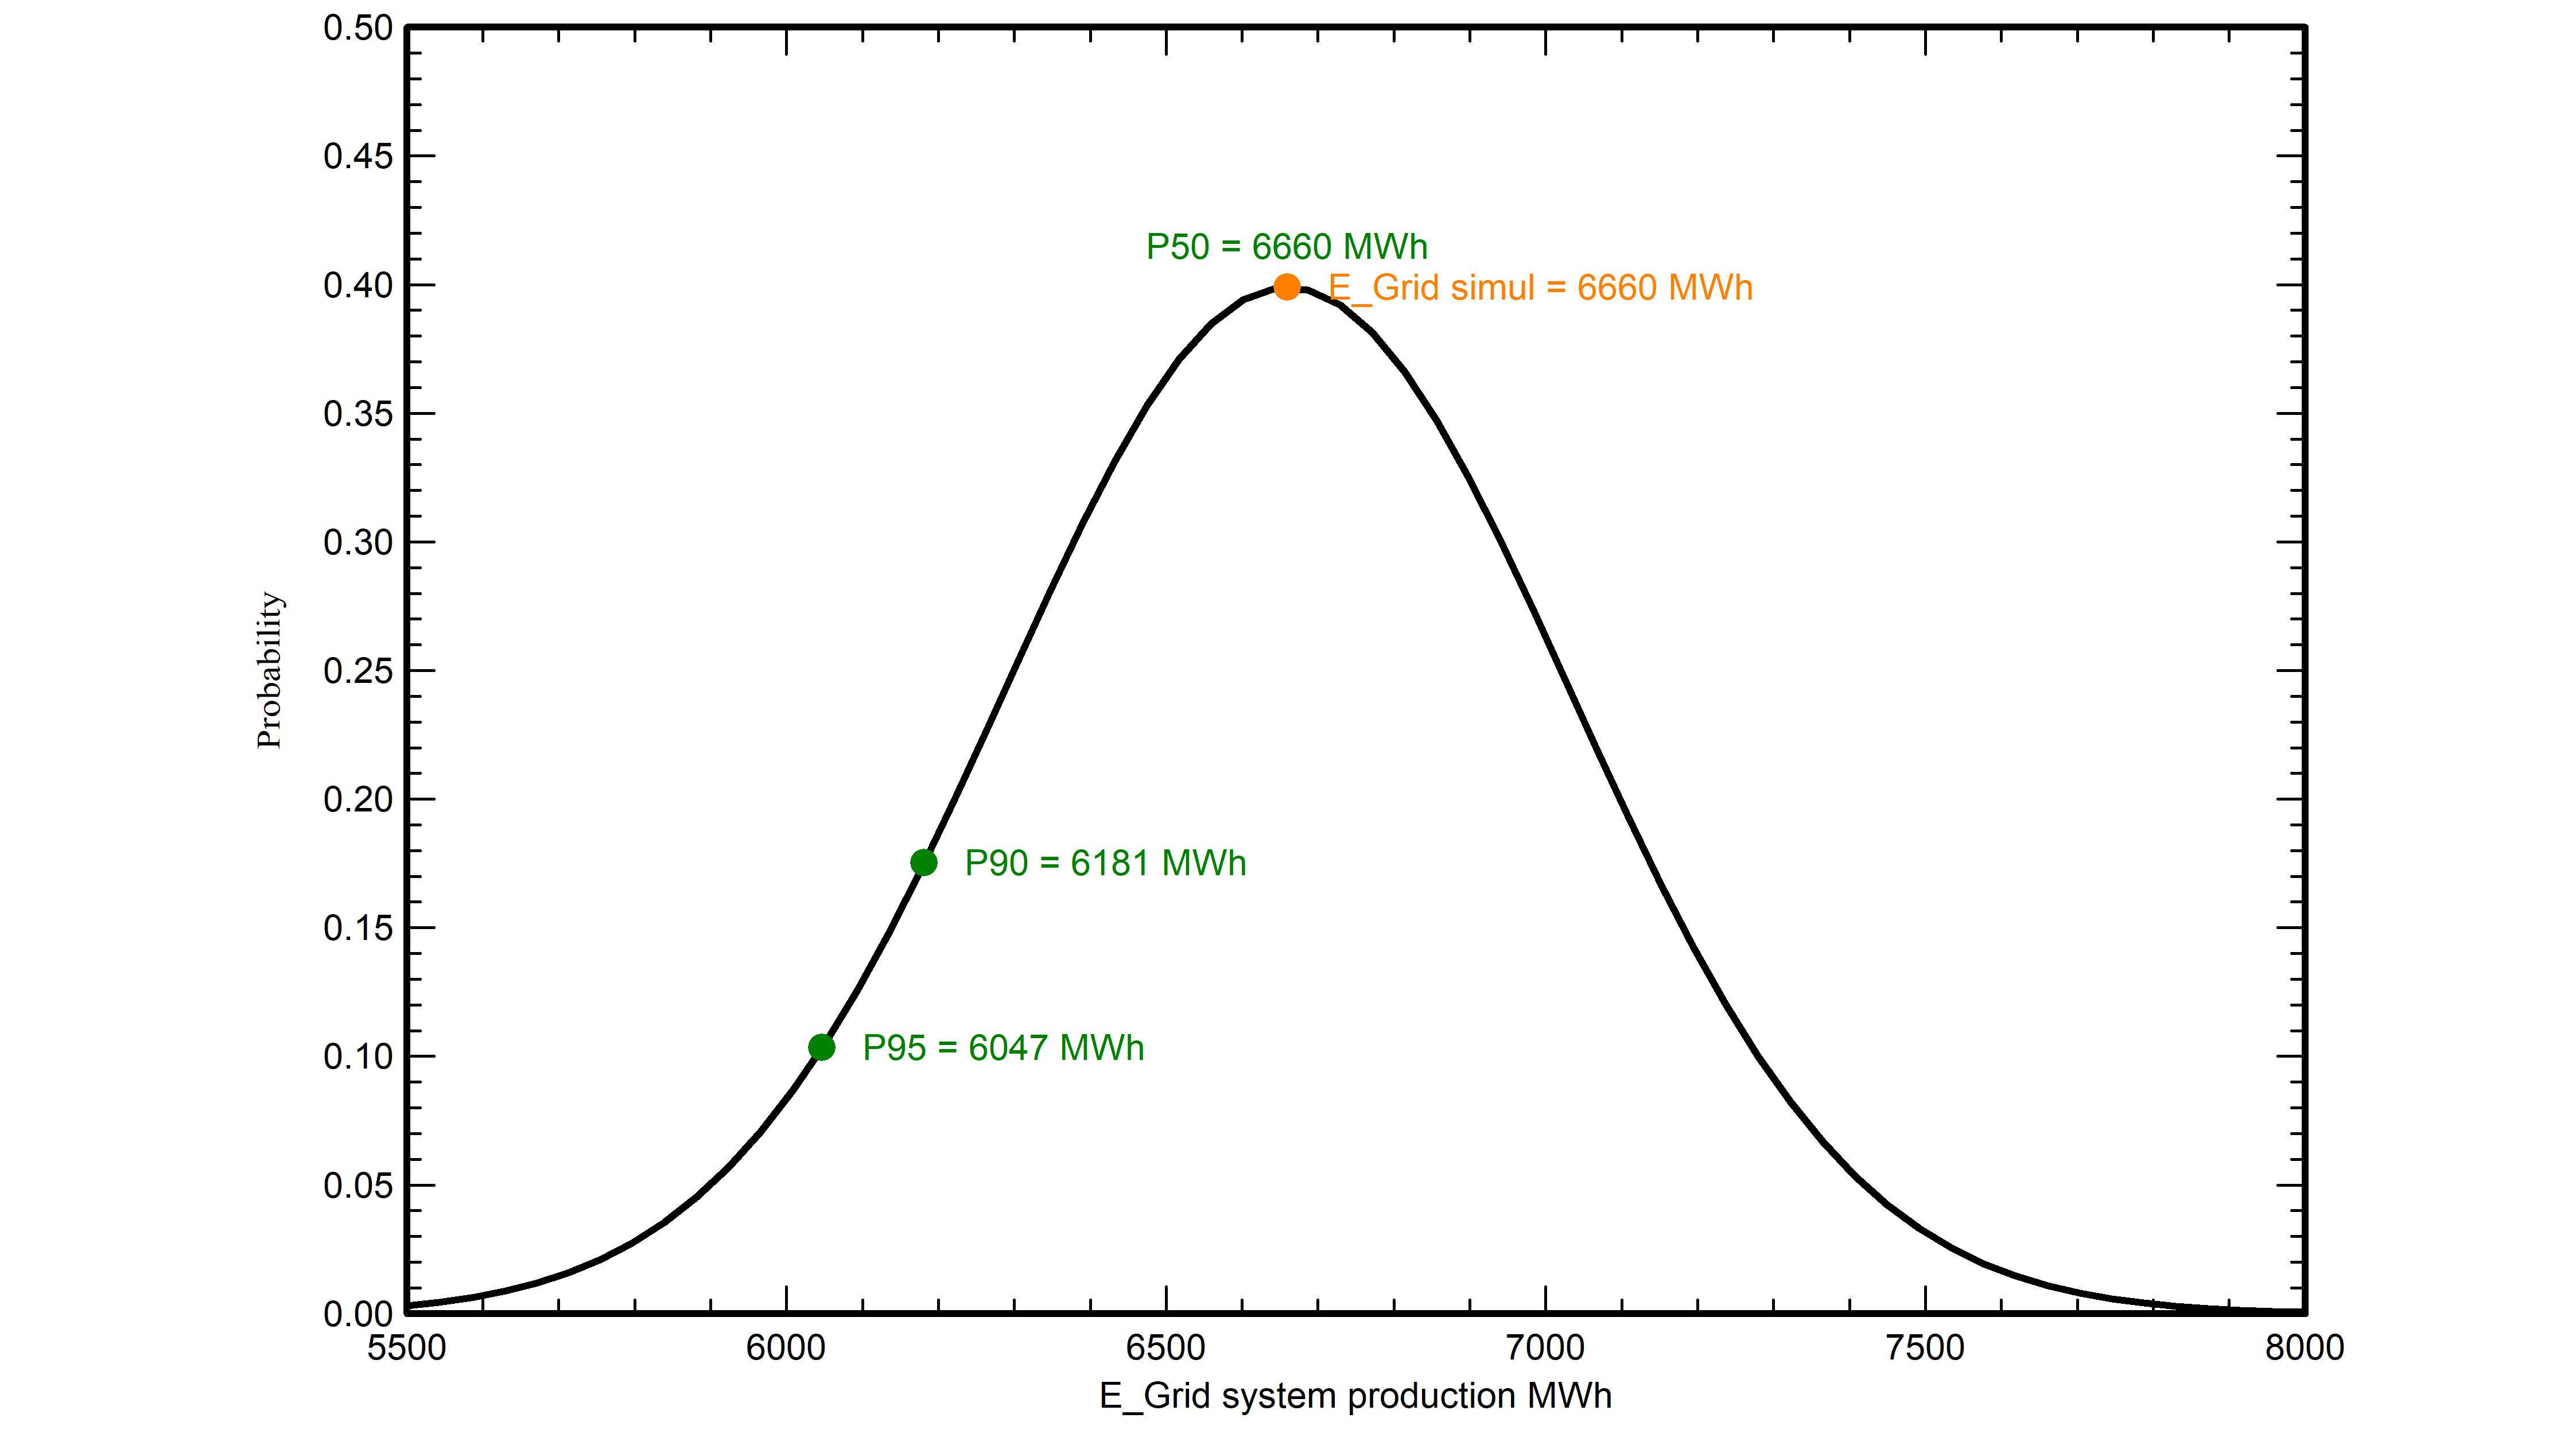 0.50
0.45
P50 = 6660 MWh
0.40
E_Grid simul = 6660 MWh
0.35
0.30
Probability
0.25
0.20
P90 = 6181 MWh
0.15
0.10
P95 = 6047 MWh
0.05
0.00
5500 6000 6500 7000 7500 8000
E_Grid system production MWh